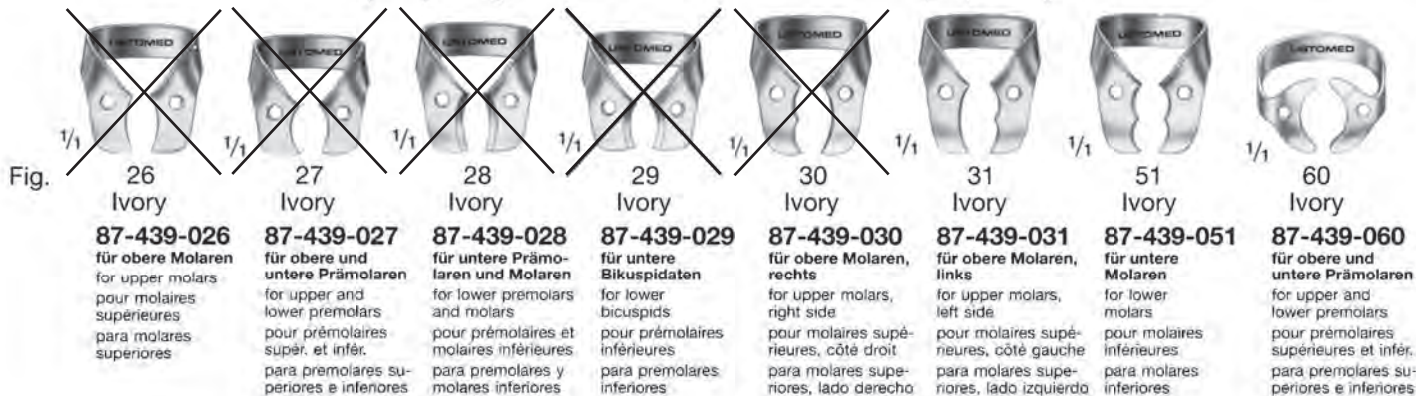 USTOMED
USTOMED
USTOMED
USTOMED
USTOMED
USTOMED
USTOMED
USTOMED
1/1
1/1
1/1
1/1
1/1
1/1
1/1
1/1
Fig.
26
Ivory
87-439-026
für obere Molaren
for upper molars
pour molaires
supérieures
para molares
superiores
27
Ivory
87-439-027
für obere und
untere Prämolaren
for upper and
lower premolars
pour prémolaires
supér. et infér.
para premolares su-
periores e inferiores
28
Ivory
87-439-028
für untere Prämo-
laren und Molaren
for lower premolars
and molars
pour prémolaires et
molaires inférieures
para premolares y
molares inferiores
29
Ivory
87-439-029
für untere
Bikuspidaten
for lower
bicuspids
pour prémolaires
inférieures
para premolares
inferiores
30
Ivory
87-439-030
für obere Molaren,
rechts
for upper molars,
right side
pour molaires supé-
rieures, côté droit
para molares supe-
riores, lado derecho
31
Ivory
87-439-031
für obere Molaren,
links
for upper molars,
left side
pour molaires supé-
rieures, côté gauche
para molares supe-
riores, lado izquierdo
51
Ivory
87-439-051
für untere
Molaren
for lower
molars
pour molaires
inférieures
para molares
inferiores
60
Ivory
87-439-060
für obere und
untere Prämolaren
for upper and
lower premolars
pour prémolaires
supérieures et infér.
para premolares su-
periores e inferiores